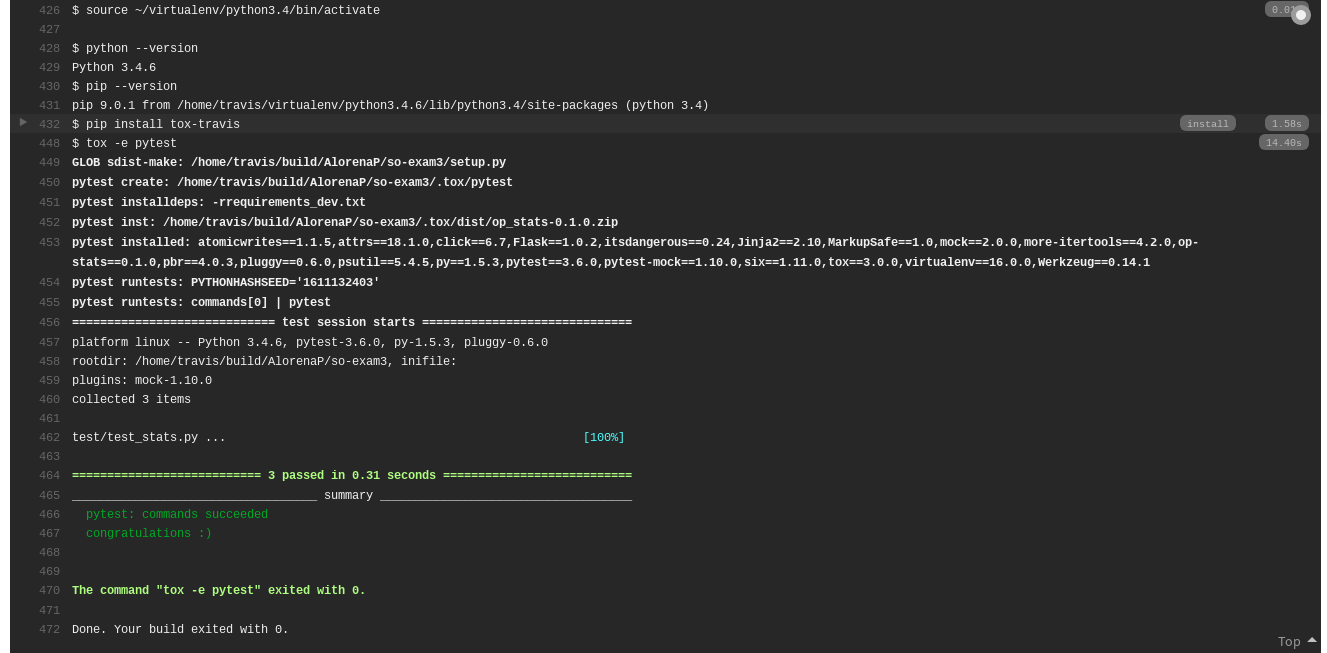 426 $ source ~/virtualenv/python3.4/bin/activate
427
428 $ python --version
429 Python 3.4.6
430 $ pip --version
431 pip 9.0.1 from /home/travis/virtualenv/python3.4.6/lib/python3.4/site-packages (python 3.4)
432 $ pip install tox-travis install 1.58s
448 $ tox -e pytest 14.40s
449 GLOB sdist-make: /home/travis/build/AlorenaP/so-exam3/setup.py
450 pytest create: /home/travis/build/AlorenaP/so-exam3/.tox/pytest
451 pytest installdeps: -rrequirements_dev.txt
452 pytest inst: /home/travis/build/AlorenaP/so-exam3/.tox/dist/op_stats-0.1.0.zip
453 pytest installed: atomicwrites==1.1.5,attrs==18.1.0,click==6.7,Flask==1.0.2,itsdangerous==0.24,Jinja2==2.10,MarkupSafe==1.0,mock==2.0.0,more-itertools==4.2.0,op-
stats==0.1.0,pbr==4.0.3,pluggy==0.6.0,psutil==5.4.5,py==1.5.3,pytest==3.6.0,pytest-mock==1.10.0,six==1.11.0,tox==3.0.0,virtualenv==16.0.0,Werkzeug==0.14.1
454 pytest runtests: PYTHONHASHSEED='1611132403'
455 pytest runtests: commands[0] | pytest
456 ============================= test session starts ==============================
457 platform linux -- Python 3.4.6, pytest-3.6.0, py-1.5.3, pluggy-0.6.0
458 rootdir: /home/travis/build/AlorenaP/so-exam3, inifile:
459 plugins: mock-1.10.0
460 collected 3 items
461
462 test/test_stats.py ... [100%]
463
464 =========================== 3 passed in 0.31 seconds ===========================
465 ___________________________________ summary ____________________________________
466 pytest: commands succeeded
467 congratulations :)
468
469
470 The command "tox -e pytest" exited with 0.
471
472 Done. Your build exited with 0.
Top